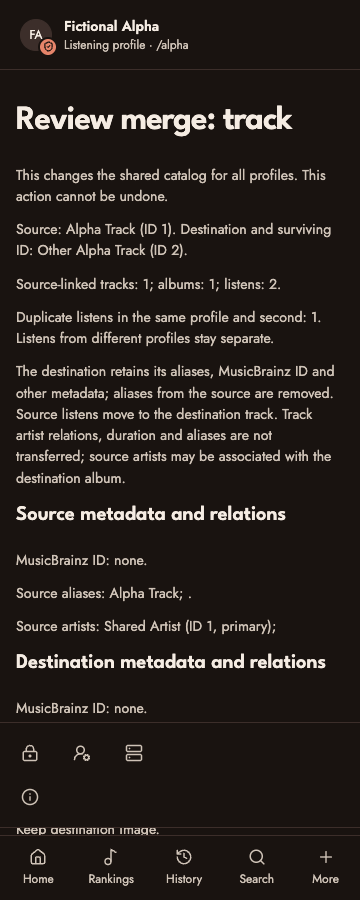 FA
Fictional Alpha
Listening profile · /alpha
Review merge: track
This changes the shared catalog for all profiles. This
action cannot be undone.
Source: Alpha Track (ID 1). Destination and surviving
ID: Other Alpha Track (ID 2).
Source-linked tracks: 1; albums: 1; listens: 2.
Duplicate listens in the same profile and second: 1.
Listens from different profiles stay separate.
The destination retains its aliases, MusicBrainz ID and
other metadata; aliases from the source are removed.
Source listens move to the destination track. Track
artist relations, duration and aliases are not
transferred; source artists may be associated with the
destination album.
Source metadata and relations
MusicBrainz ID: none.
Source aliases: Alpha Track; .
Source artists: Shared Artist (ID 1, primary);
Destination metadata and relations
MusicBrainz ID: none.
Keep destination image.
Home
Rankings
History
Search
More